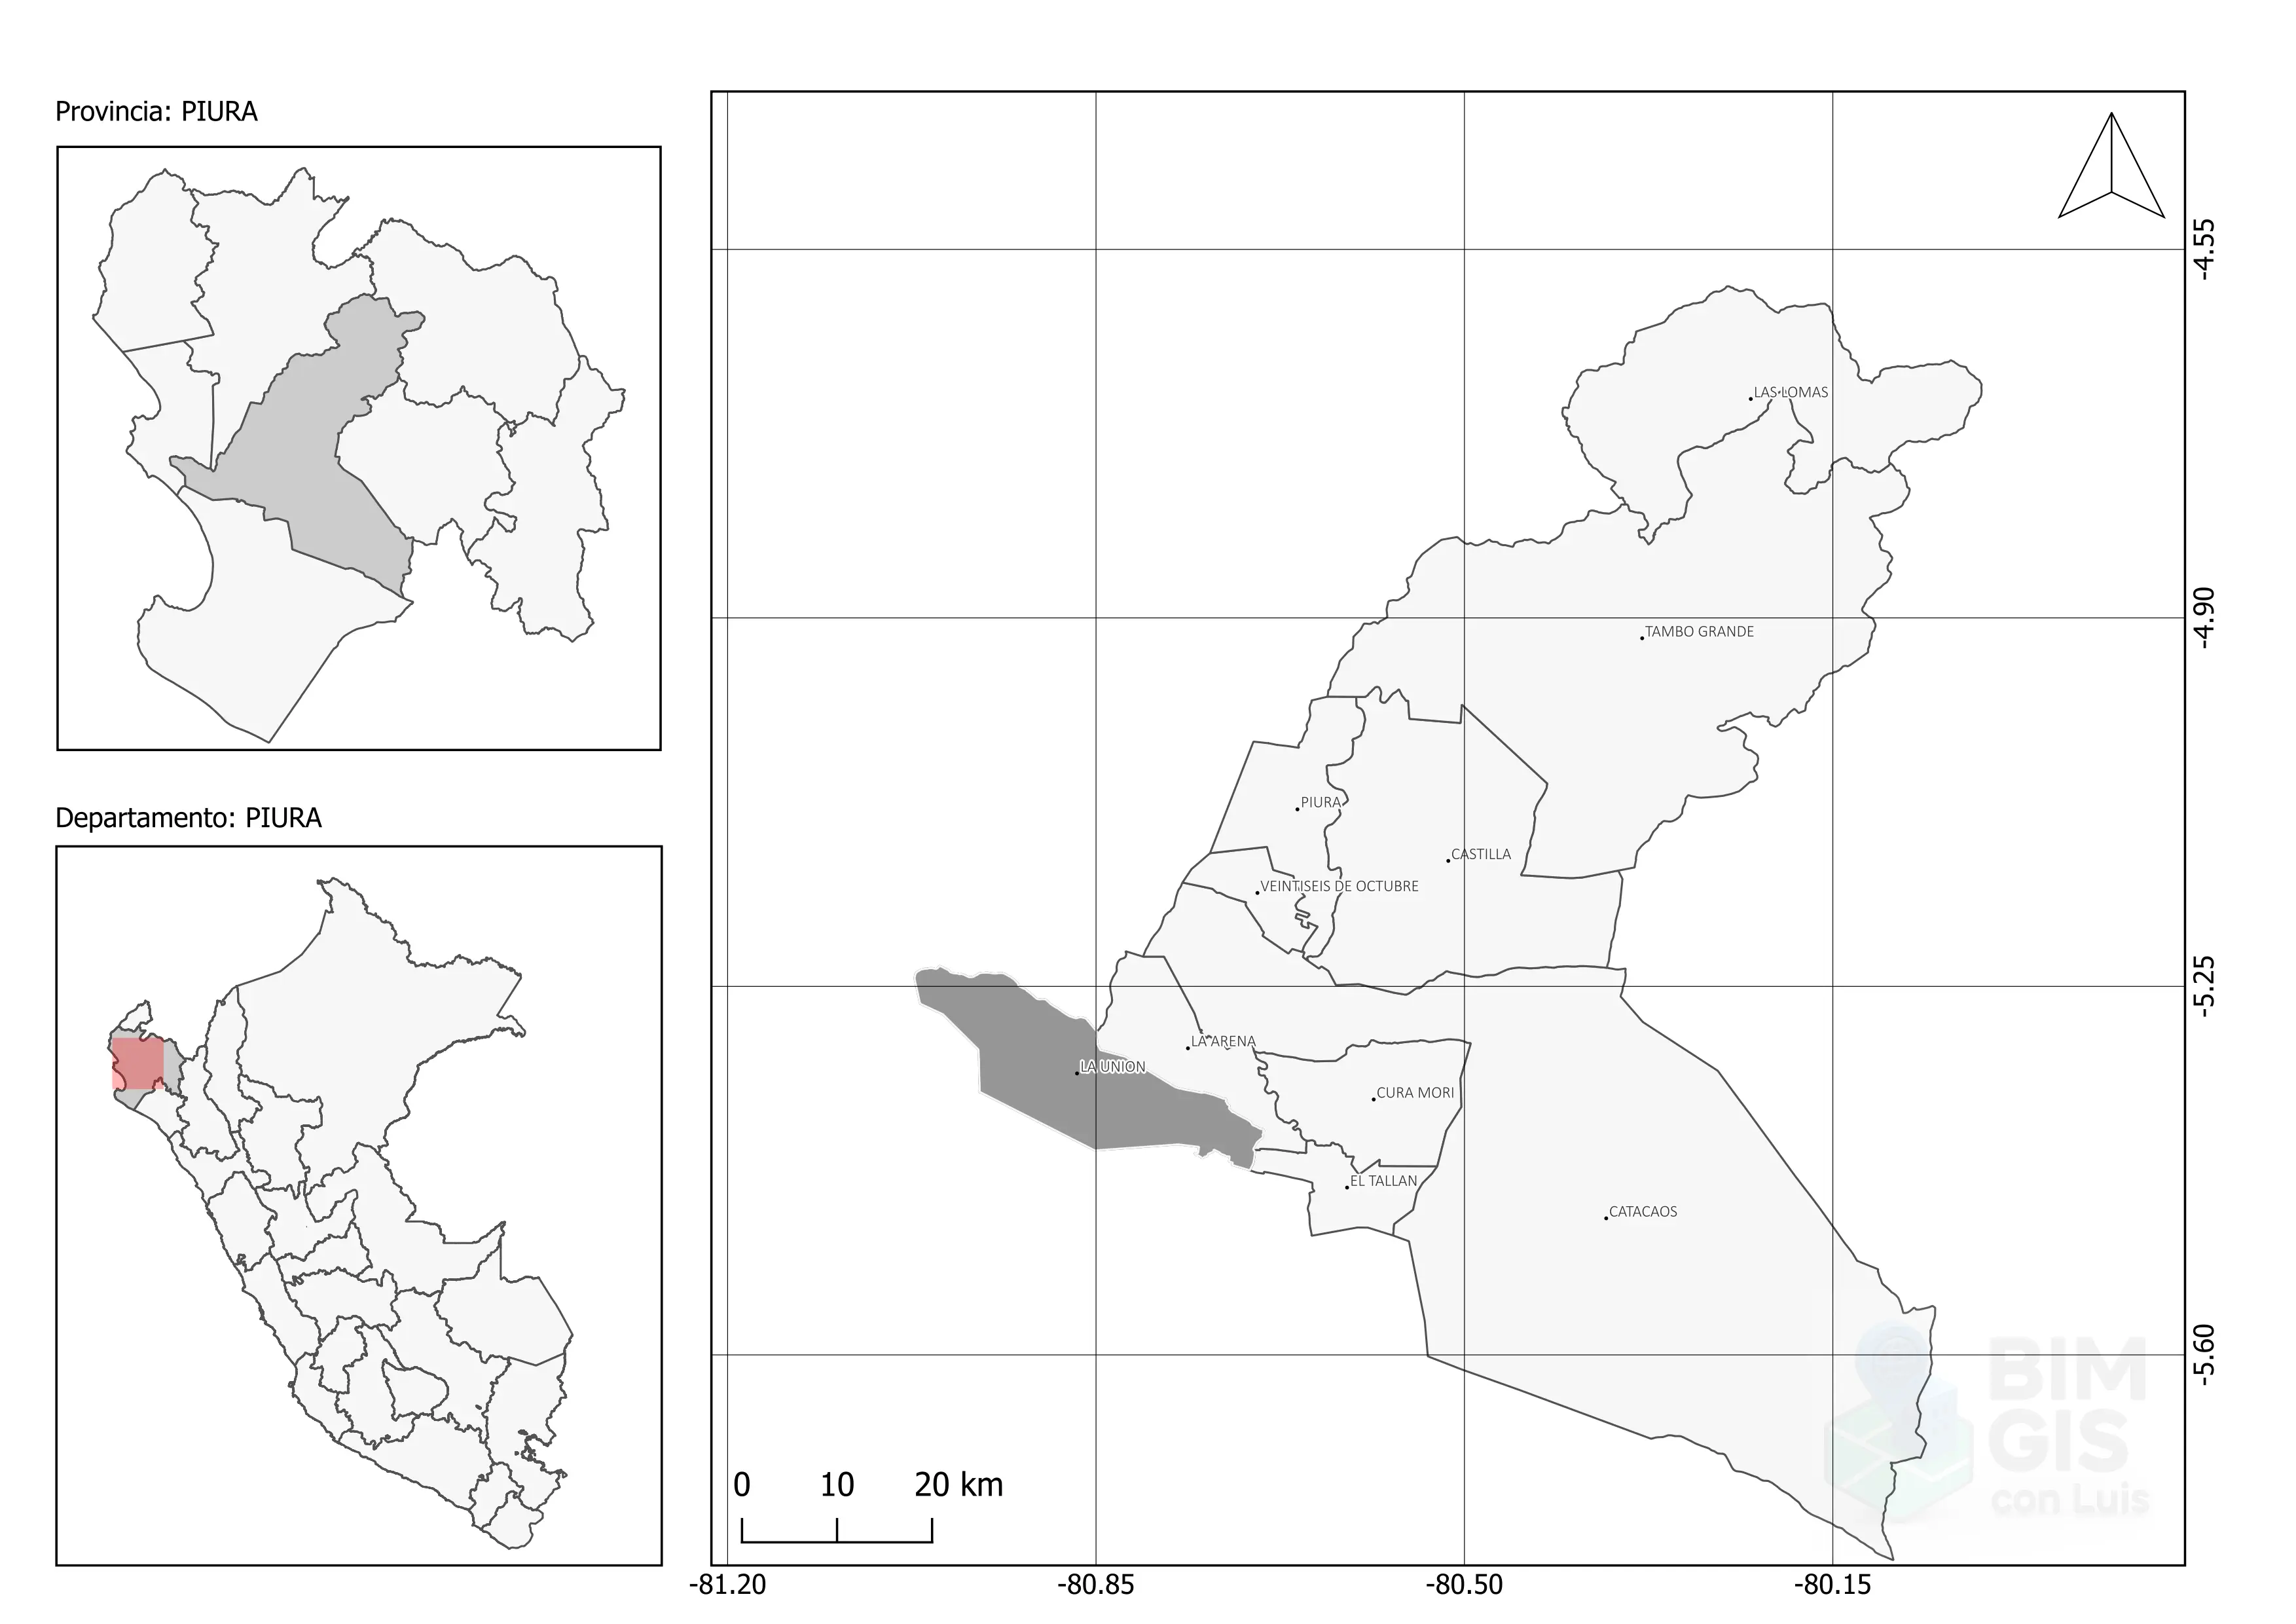 Provincia: PIURA
Departamento: PIURA
-4.55
-4.90
-5.25
-5.60
LAS LOMAS
TAMBO GRANDE
PIURA
CASTILLA
VEINTISEIS DE OCTUBRE
LA ARENA
LA UNION
CURA MORI
EL TALLAN
CATACAOS
BIM
GIS
con Luis
0 10 20 km
-81.20 -80.85 -80.50 -80.15